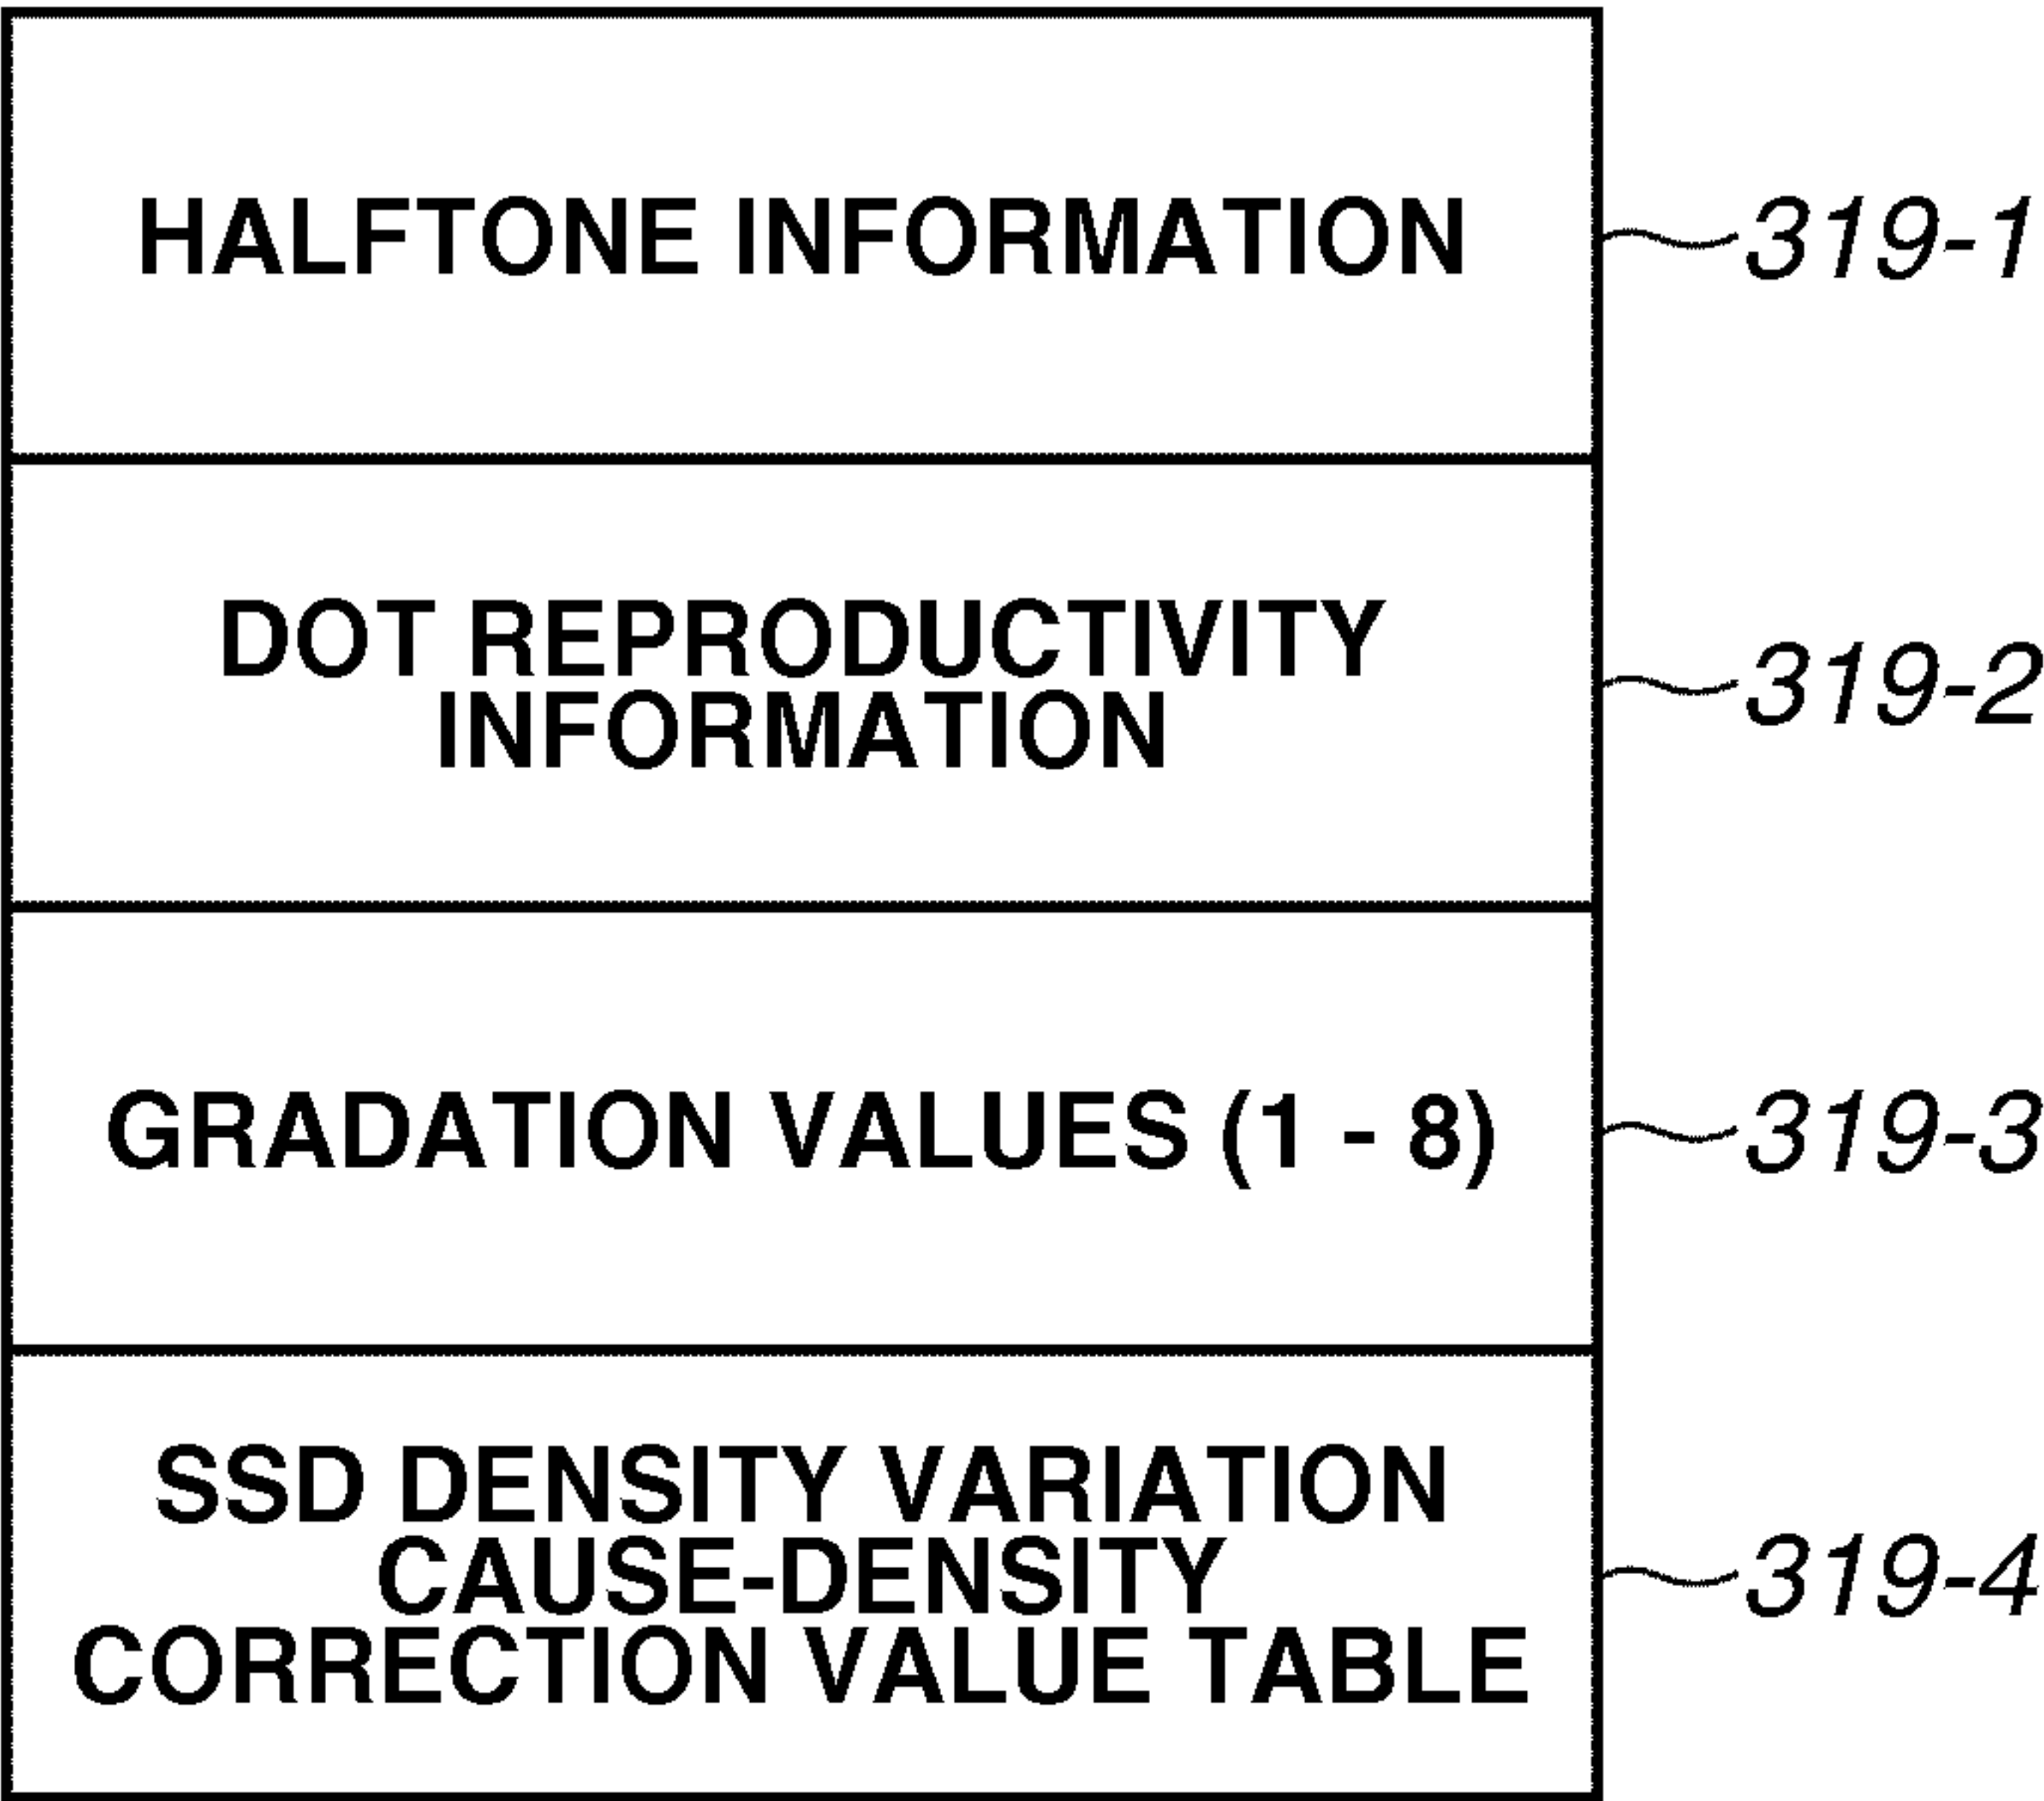 HALFTONE INFORMATION
319-1
DOT REPRODUCTIVITY
INFORMATION
319-2
GRADATION VALUES (1 - 8)
319-3
SSD DENSITY VARIATION
CAUSE-DENSITY
CORRECTION VALUE TABLE
319-4